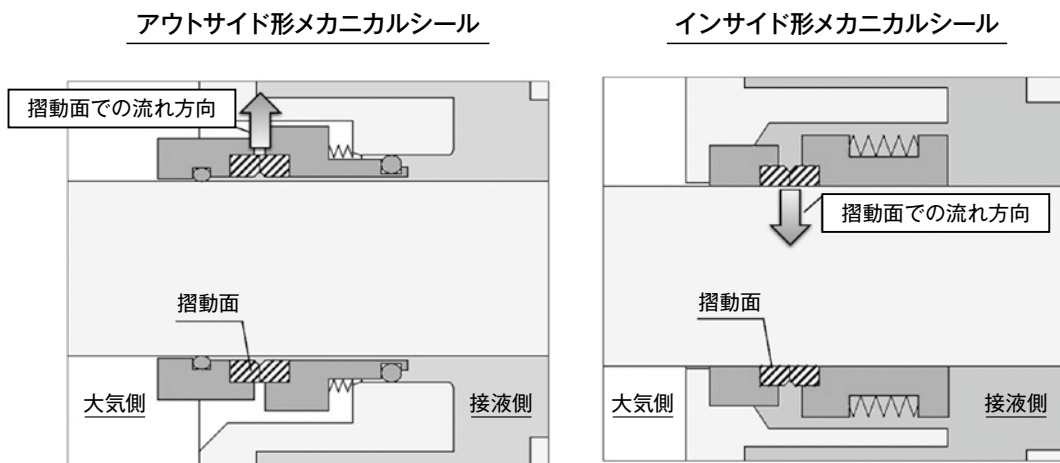 アウトサイド形メカニカルシール
摺動面での流れ方向
摺動面
大気側
接液側
インサイド形メカニカルシール
摺動面での流れ方向
摺動面
大気側
接液側